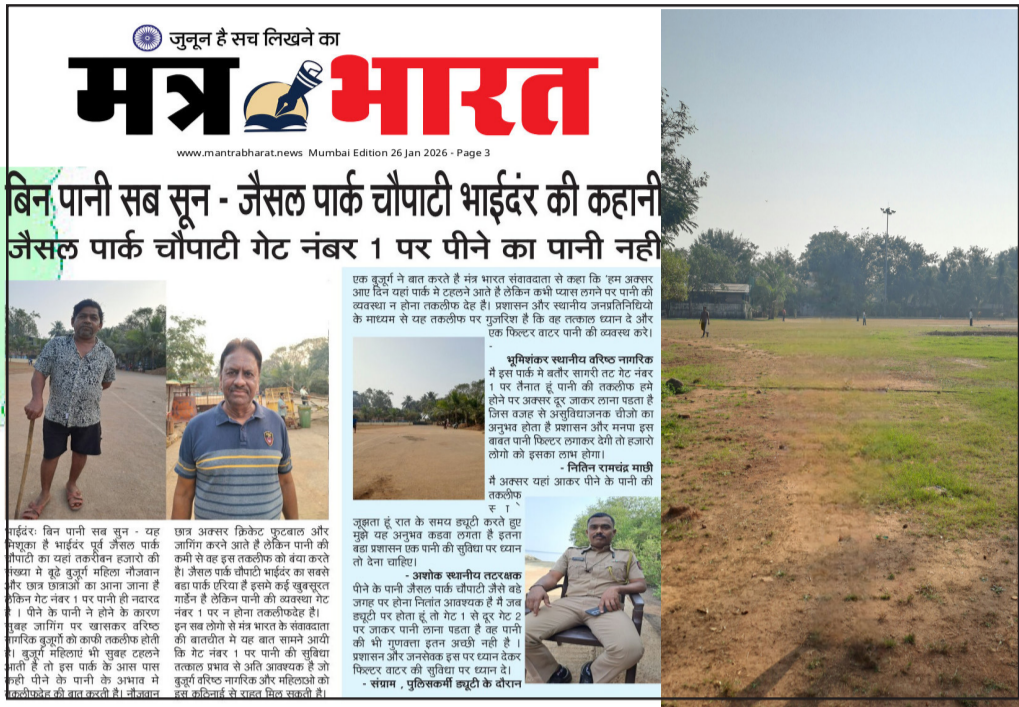 जुनून है सच लिखने का
मंत्र भारत
www.mantrabharat.news Mumbai Edition 26 Jan 2026 - Page 3
बिन पानी सब सून - जैसल पार्क चौपाटी भाईदंर की कहानी
जैसल पार्क चौपाटी गेट नंबर 1 पर पीने का पानी नही
भाईदरः बिन पानी सब सून - यह
मिशूका है भाईदंर पूर्व जैसल पार्क
चौपाटी का यहां तकरीबन हजारो की
संख्या मे बूढे बुजूर्ग महिला नौजवान
और छात्र छात्राओं का आना जाना है
लेकिन गेट नंबर 1 पर पानी ही नदारद
है । पीने के पानी ने होने के कारण
सुबह जागिंग पर खासकर वरिष्ठ
नागरिक बुजूर्गो को काफी तकलीफ होती
है। बुजूर्ग महिलाएं भी सुबह टहलने
आती है तो इस पार्क के आस पास
कही पीने के पानी के अभाव मे
तकलीफदेह की बात करती है। नौजवान
छात्र अक्सर क्रिकेट फुटबाल और
जागिंग करने आते है लेकिन पानी की
कमी से वह इस तकलीफ को बंया करते
है। जैसल पार्क चौपाटी भाईदर का सबसे
बडा पार्क एरिया है इसमे कई खुबसूरत
गार्डेन है लेकिन पानी की व्यवस्था गेट
नंबर 1 पर न होना तकलीफदेह है।
इन सब लोगो से मंत्र भारत के संवावदाता
की बातचीत मे यह बात सामने आयी
कि गेट नंबर 1 पर पानी की सुबिधा
तत्काल प्रभाव से अति आवश्यक है जो
बुजूर्ग वरिष्ठ नागरिक और महिलाओ को
इस कठिनाई से राहत मिल सकती है।
एक बुजूर्ग ने बात करते है मंत्र भारत संवावदाता से कहा कि 'हम अक्सर
आए दिन यहां पार्क मे टहलने आते है लेकिन कभी प्यास लगने पर पानी की
व्यवस्था न होना तकलीफ देह है। प्रशासन और स्थानीय जनप्रतिनिधियो
के माध्यम से यह तकलीफ पर गुजरिश है कि वह तत्काल ध्यान दे और
एक फिल्टर वाटर पानी की व्यवस्थ करे।
-
भूमिशंकर स्थानीय वरिष्ठ नागरिक
मै इस पार्क मे बतौर सागरी तट गेट नंबर
1 पर तैनात हूं पानी की तकलीफ हमे
होने पर अक्सर दूर जाकर लाना पडता है
जिस वजह से असुविधाजनक चीजो का
अनुभव होता है प्रशासन और मनपा इस
बाबत पानी फिल्टर लगाकर देगी तो हजारो
लोगो को इसका लाभ होगा।
- नितिन रामचंद्र माछी
मै अक्सर यहां आकर पीने के पानी की
तकलीफ
जूझता हूं रात के समय ड्यूटी करते हुए
मुझे यह अनुभव कडवा लगता है इतना
बडा प्रशासन एक पानी की सुविधा पर ध्यान
तो देना चाहिए।
- अशोक स्थानीय तटरक्षक
पीने के पानी जैसल पार्क चौपाटी जैसे बडे
जगह पर होना नितांत आवश्यक है मै जब
ड्यूटी पर होता हूं तो गेट 1 से दूर गेट 2
पर जाकर पानी लाना पडता है वह पानी
की भी गुणवत्ता इतन अच्छी नही है ।
प्रशासन और जनसेवक इस पर ध्यान देकर
फिल्टर वाटर की सुबिधा पर ध्यान दे।
- संग्राम , पुलिसकर्मी ड्यूटी के दौरान